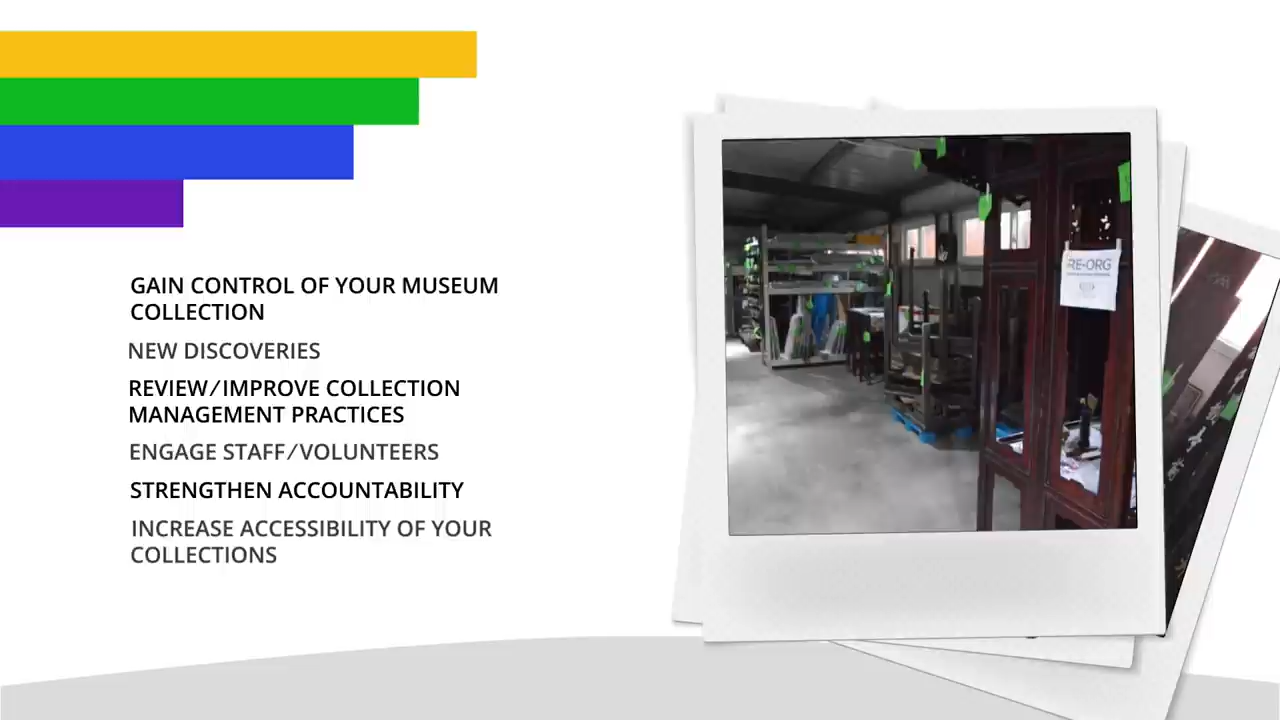 GAIN CONTROL OF YOUR MUSEUM
COLLECTION
NEW DISCOVERIES
REVIEW/IMPROVE COLLECTION
MANAGEMENT PRACTICES
ENGAGE STAFF/VOLUNTEERS
STRENGTHEN ACCOUNTABILITY
INCREASE ACCESSIBILITY OF YOUR
COLLECTIONS
RE-ORG